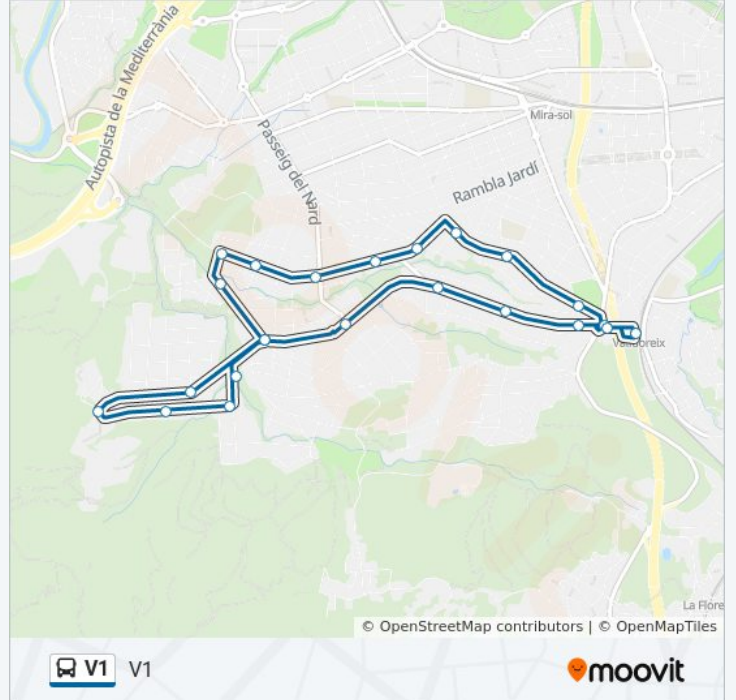 Autopista de la Mediterrània
Passeig del Nard
Mira-sol
Rambla Jardí
Valldoreix
La Flore
© OpenStreetMap contributors | © OpenMapTiles
V1 V1
moovit